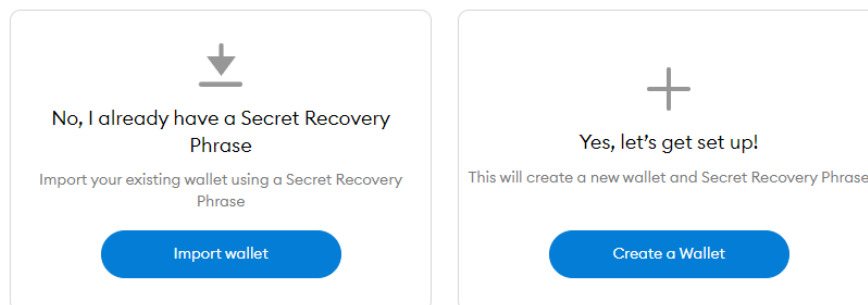 No, I already have a Secret Recovery
Phrase
Import your existing wallet using a Secret Recovery
Phrase
Import wallet
Yes, let's get set up!
This will create a new wallet and Secret Recovery Phrase
Create a Wallet